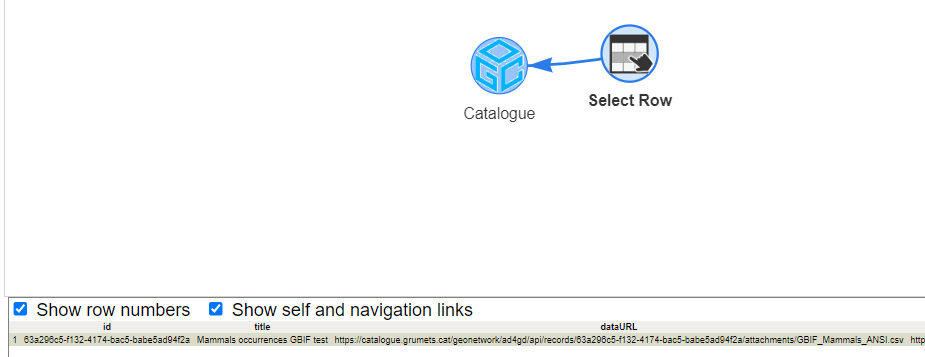 OGC
Catalogue
Select Row
Show row numbers Show self and navigation links
id title dataURL
1 63a296c5-f132-4174-bac5-babe5ad94f2a Mammals occurrences GBIF test https://catalogue.grumets.cat/geonetwork/ad4gd/api/records/63a296c5-f132-4174-bac5-babe5ad94f2a/attachments/GBIF_Mammals_ANSI.csv http